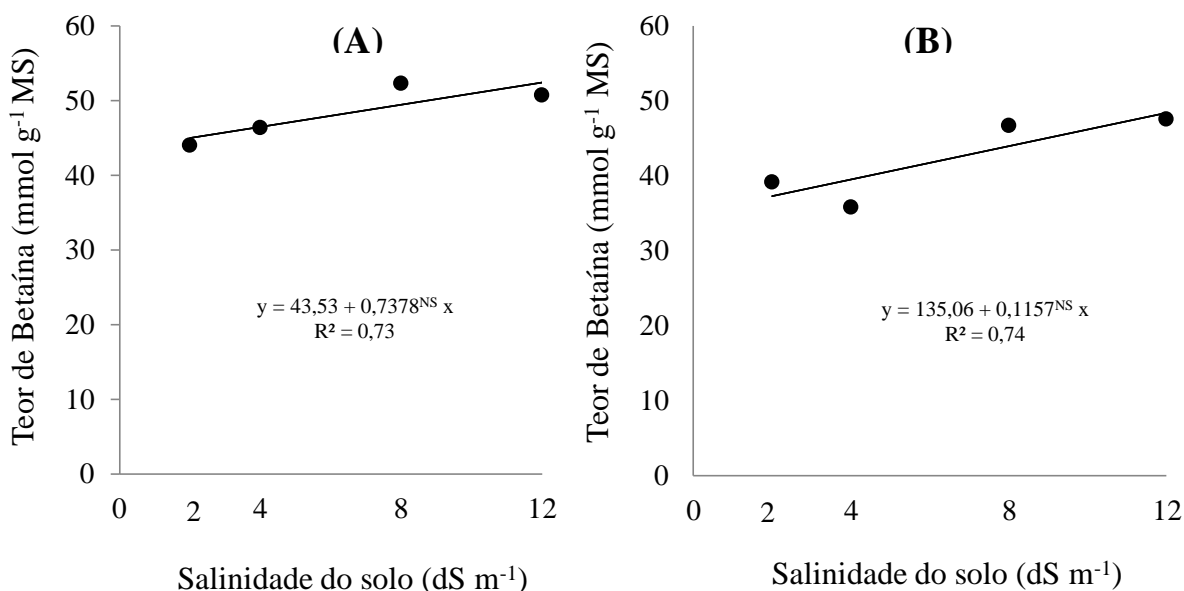 (A)
Teor de Betaína (mmol g⁻¹ MS)
60
50
40
30
20
10
0
y = 43,53 + 0,7378ᴺˢ x
R² = 0,73
0 2 4 8 12
Salinidade do solo (dS m⁻¹)
(B)
Teor de Betaína (mmol g⁻¹ MS)
60
50
40
30
20
10
0
y = 135,06 + 0,1157ᴺˢ x
R² = 0,74
0 2 4 8 12
Salinidade do solo (dS m⁻¹)